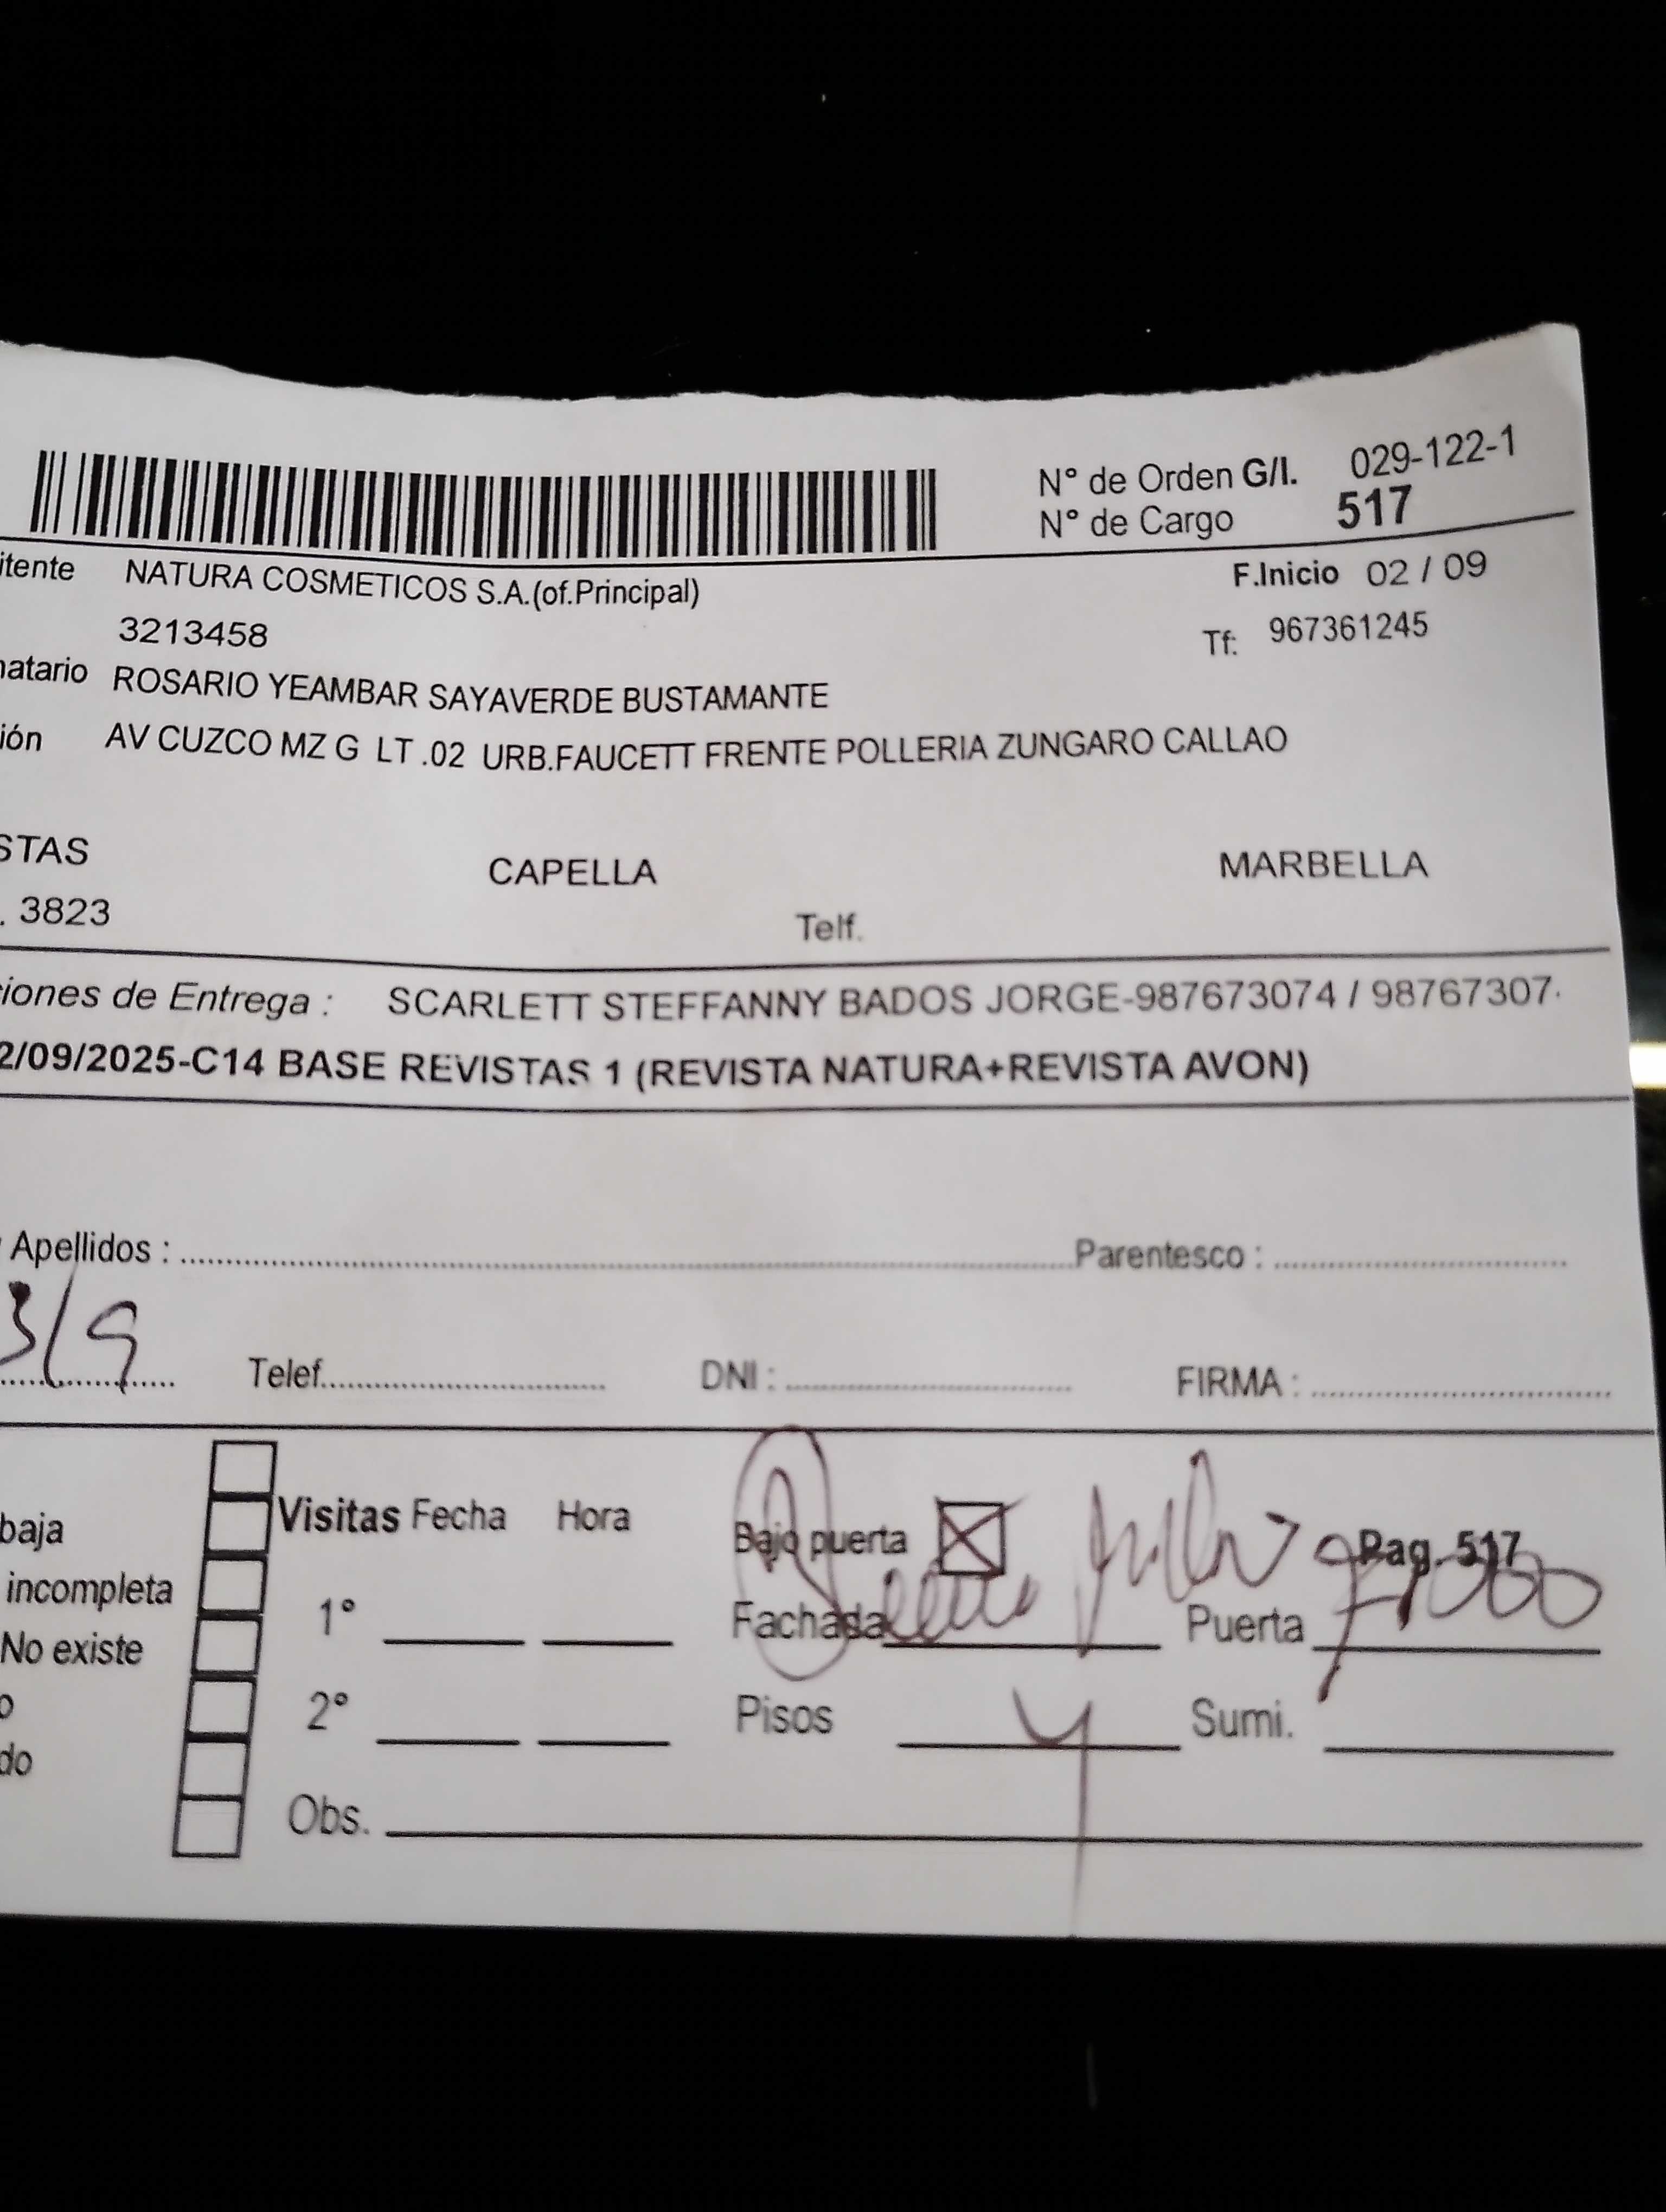 N° de Orden G/I. 029-122-1
N° de Cargo 517
itente NATURA COSMETICOS S.A.(of.Principal) F.Inicio 02 / 09
3213458 Tf: 967361245
natario ROSARIO YEAMBAR SAYAVERDE BUSTAMANTE
ión AV CUZCO MZ G LT .02 URB.FAUCETT FRENTE POLLERIA ZUNGARO CALLAO
STAS CAPELLA MARBELLA
. 3823 Telf.
ciones de Entrega : SCARLETT STEFFANNY BADOS JORGE-987673074 / 98767307
2/09/2025-C14 BASE REVISTAS 1 (REVISTA NATURA+REVISTA AVON)
Apellidos : Parentesco :
3/9 Telef. DNI : FIRMA :
baja Visitas Fecha Hora Bajo puerta Pag. 517
incompleta 1° Fachada Puerta
No existe
o 2° Pisos 4 Sumi.
do
Obs.